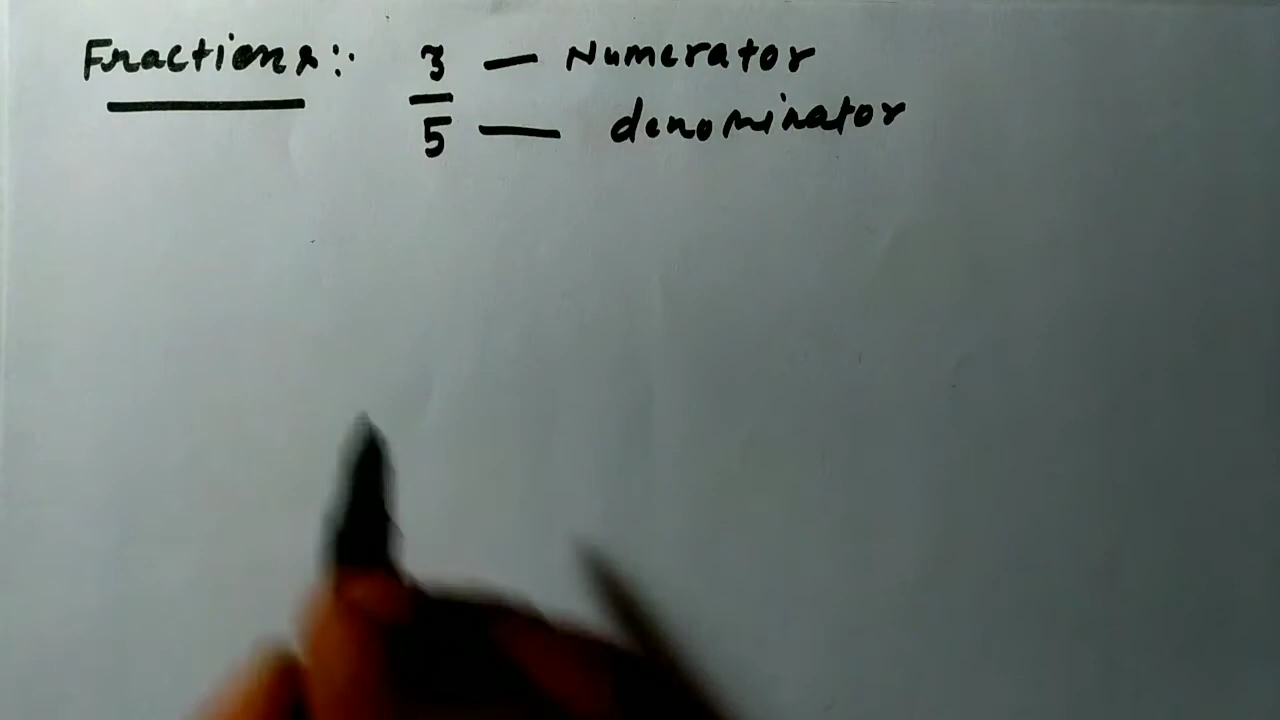 Fractions:. 3 — Numerator
5 — denominator